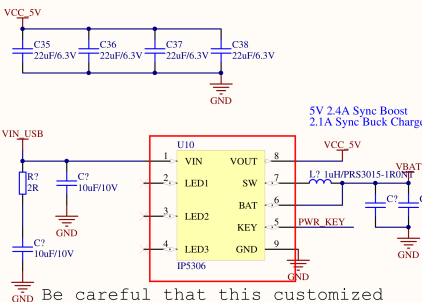 VCC_5V
C35 C36 C37 C38
22uF/6.3V 22uF/6.3V 22uF/6.3V 22uF/6.3V
GND
5V 2.4A Sync Boost
2.1A Sync Buck Charge
VIN_USB
U10
VCC_5V
1 VIN VOUT 8
VBAT
R?
2R
C?
10uF/10V
2 LED1 SW 7
L? 1uH/PRS3015-1R0NT
BAT 6
C?
3 LED2
KEY 5 PWR_KEY
GND
C?
10uF/10V
4 LED3 GND 9
GND
IP5306
GND
GND
Be careful that this customized